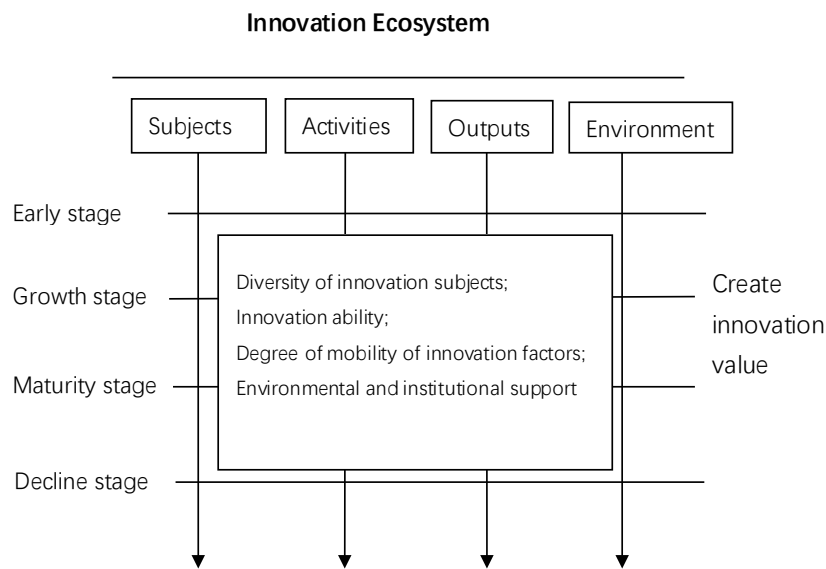 Innovation Ecosystem
Subjects
Activities
Outputs
Environment
Early stage
Growth stage
Maturity stage
Decline stage
Diversity of innovation subjects;
Innovation ability;
Degree of mobility of innovation factors;
Environmental and institutional support
Create
innovation
value